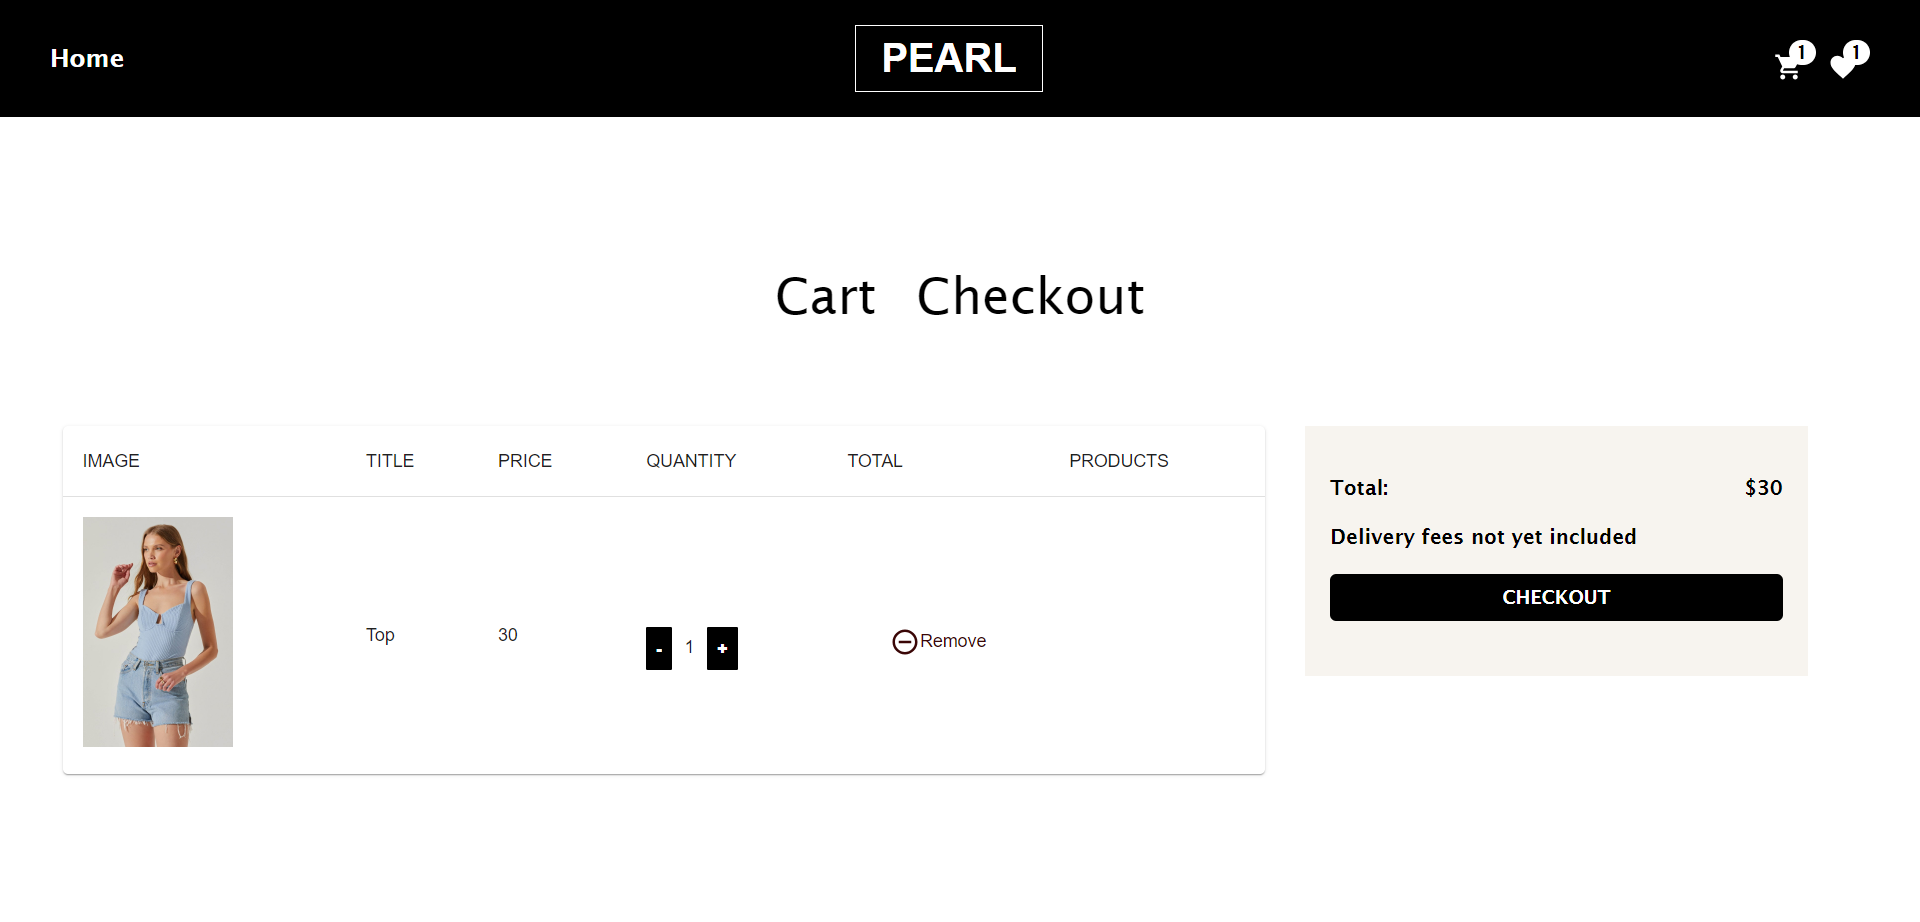 Home
PEARL
1
1
Cart Checkout
IMAGE TITLE PRICE QUANTITY TOTAL PRODUCTS
Top 30 - 1 + Remove
Total: $30
Delivery fees not yet included
CHECKOUT